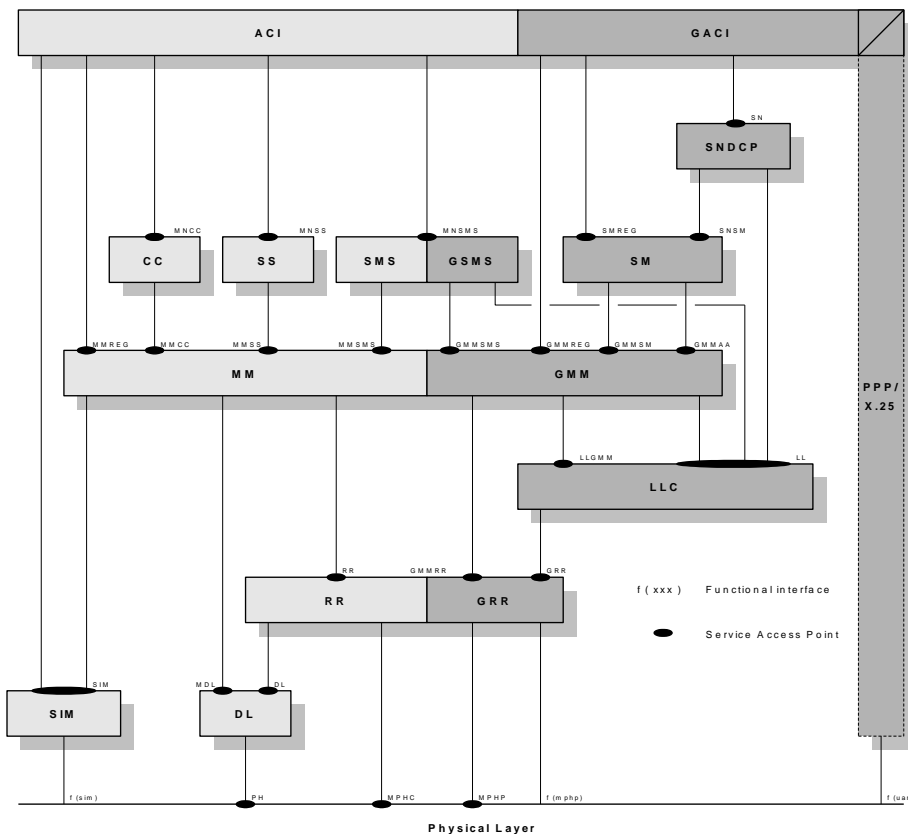 ACI GACI
SN
SNDCP
MNCC MNSS MNSMS SMREG SNSM
CC SS SMS GSMS SM
MMREG MMCC MMSS MMSMS GMMSMS GMMREG GMMSM GMMAA
MM GMM
PPP/
X.25
LLGMM LL
LLC
RR GMMRR GRR
RR GRR
f ( xxx ) Functional interface
Service Access Point
SIM MDL DL
SIM DL
f (sim) PH MPHC MPHP f (mphp) f (uar
Physical Layer